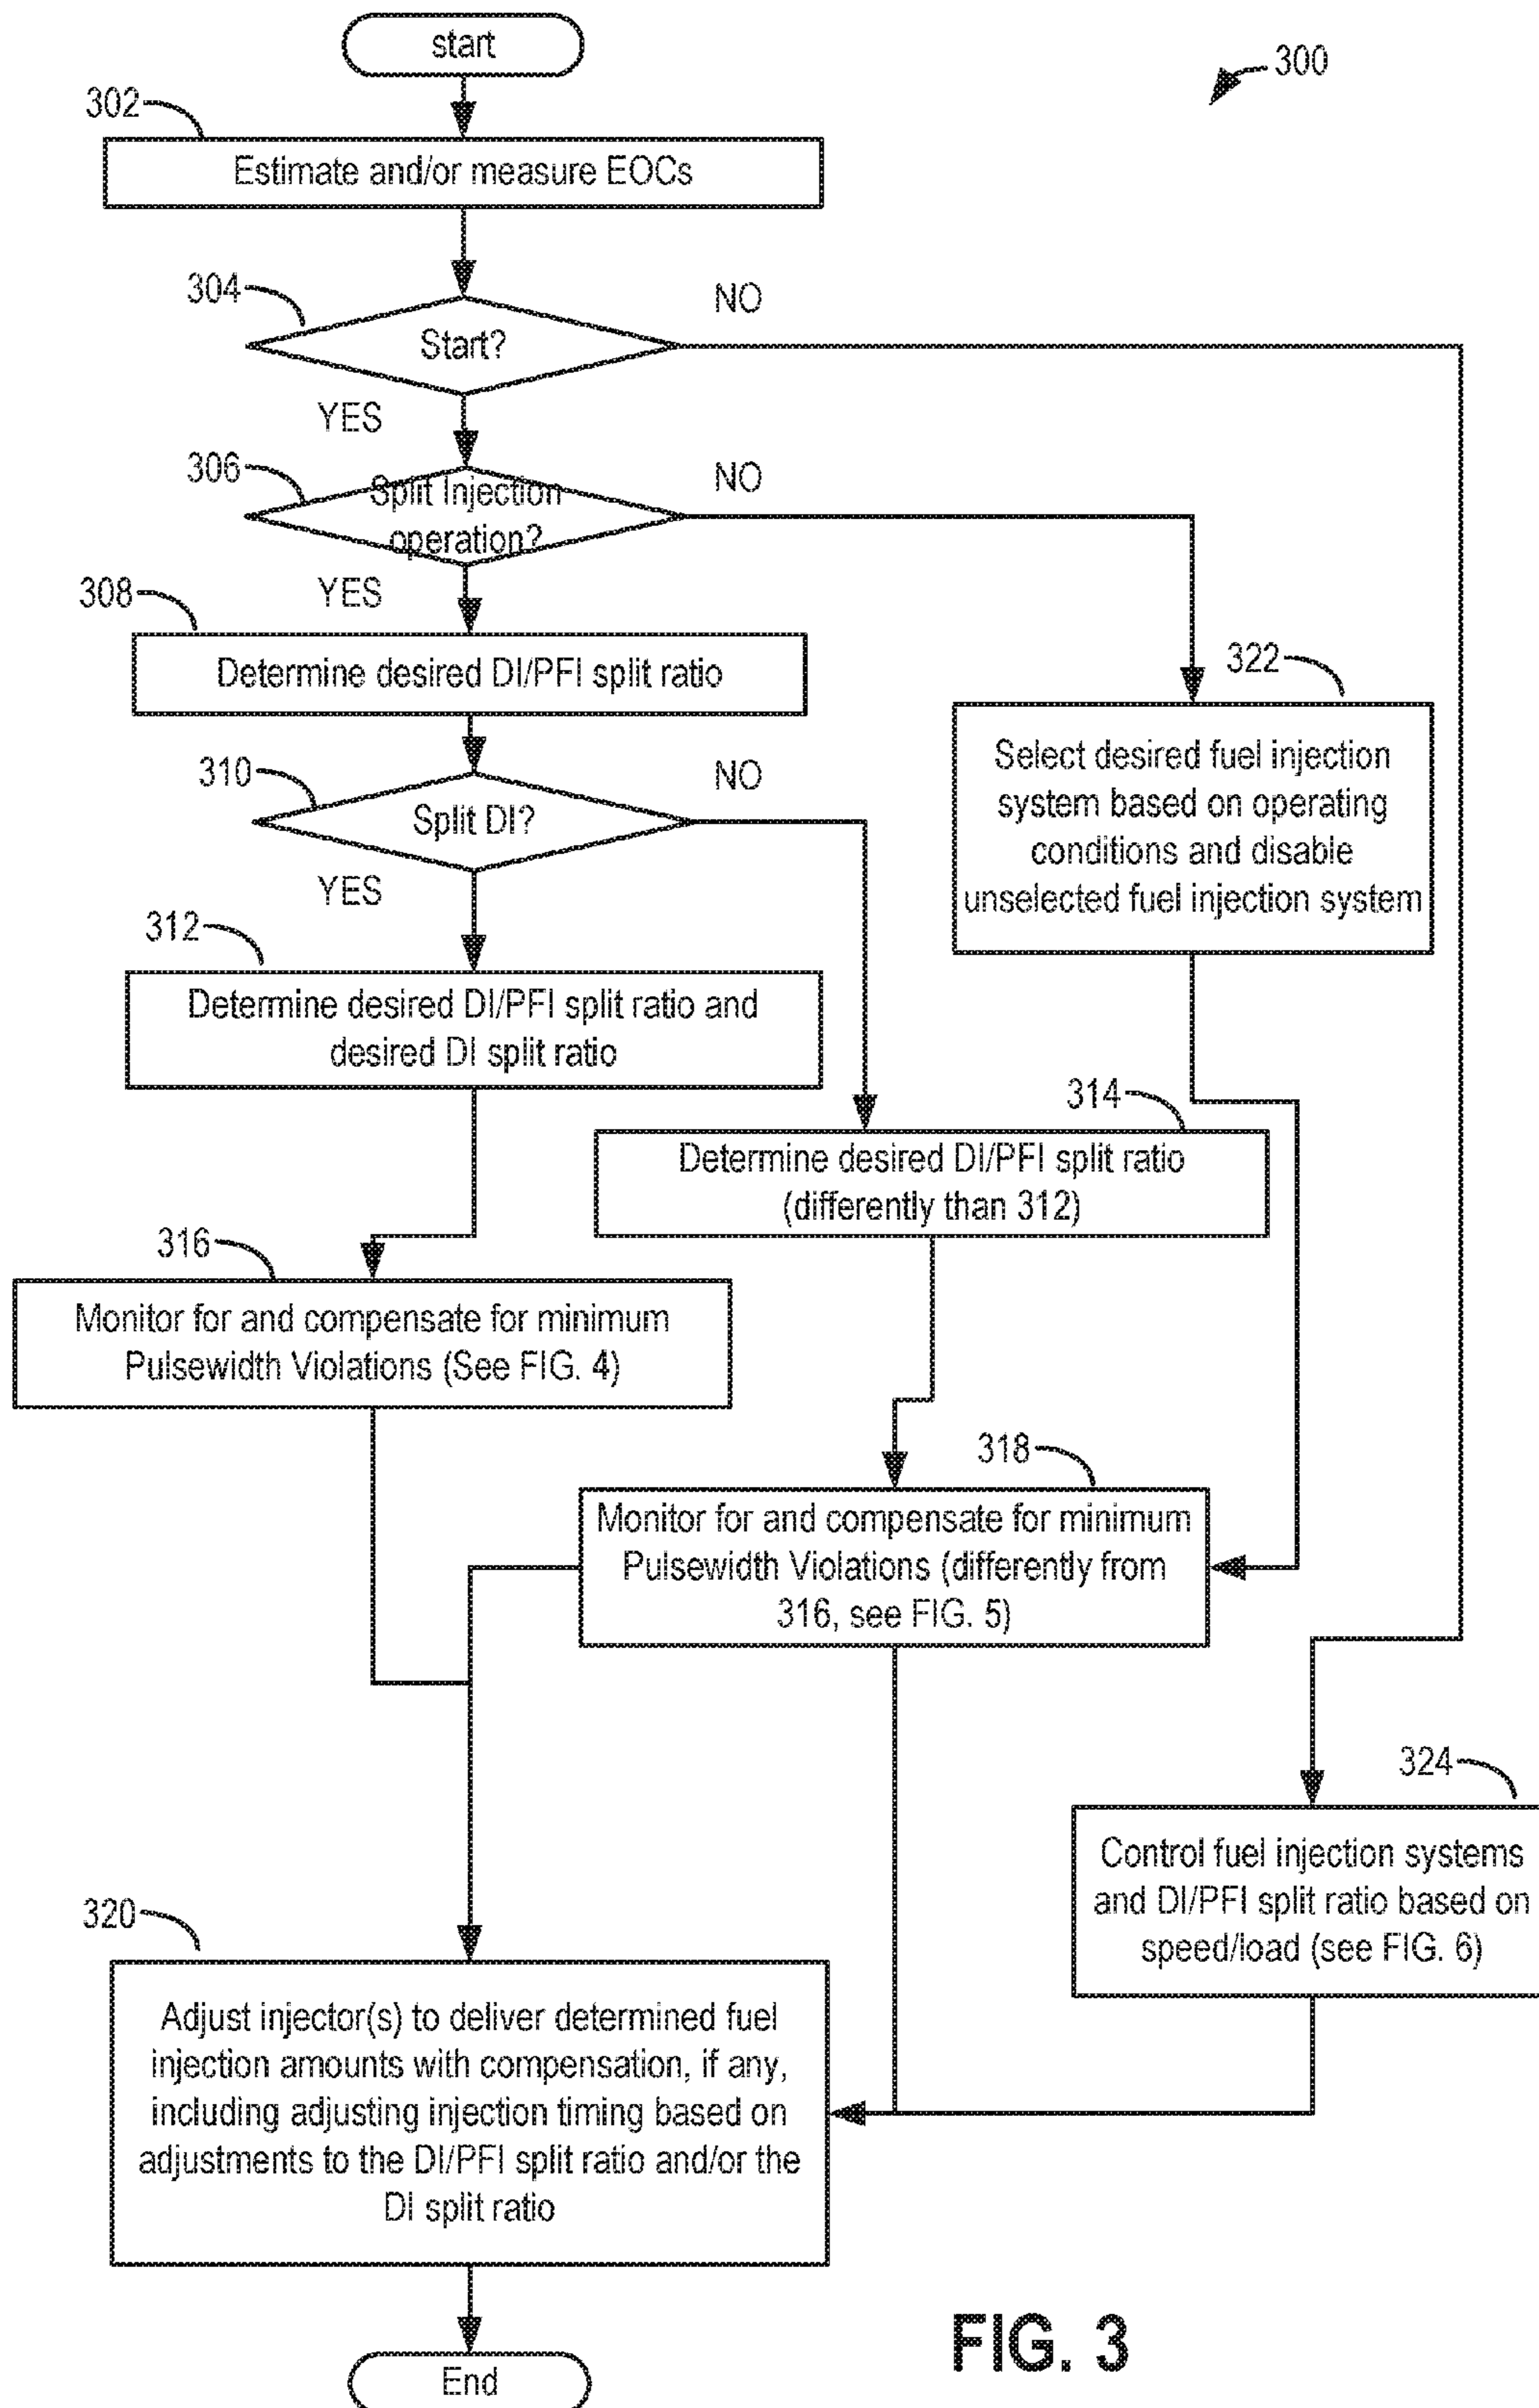 start
300
302
Estimate and/or measure EOCs
304
Start?
NO
YES
306
Split Injection
operation?
NO
YES
308
Determine desired DI/PFI split ratio
310
Split DI?
NO
YES
322
Select desired fuel injection
system based on operating
conditions and disable
unselected fuel injection system
312
Determine desired DI/PFI split ratio and
desired DI split ratio
314
Determine desired DI/PFI split ratio
(differently than 312)
316
Monitor for and compensate for minimum
Pulsewidth Violations (See FIG. 4)
318
Monitor for and compensate for minimum
Pulsewidth Violations (differently from
316, see FIG. 5)
324
Control fuel injection systems
and DI/PFI split ratio based on
speed/load (see FIG. 6)
320
Adjust injector(s) to deliver determined fuel
injection amounts with compensation, if any,
including adjusting injection timing based on
adjustments to the DI/PFI split ratio and/or the
DI split ratio
End
FIG. 3